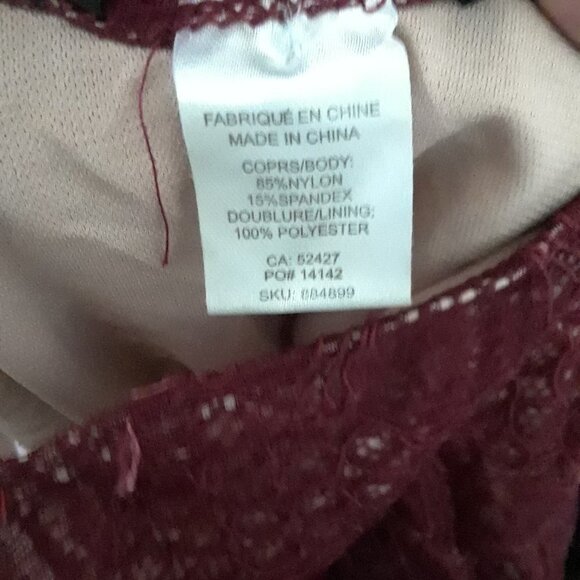 FABRIQUÉ EN CHINE
MADE IN CHINA
COPRS/BODY:
85%NYLON
15%SPANDEX
DOUBLURE/LINING;
100% POLYESTER
CA: 52427
PO# 14142
SKU: 884899